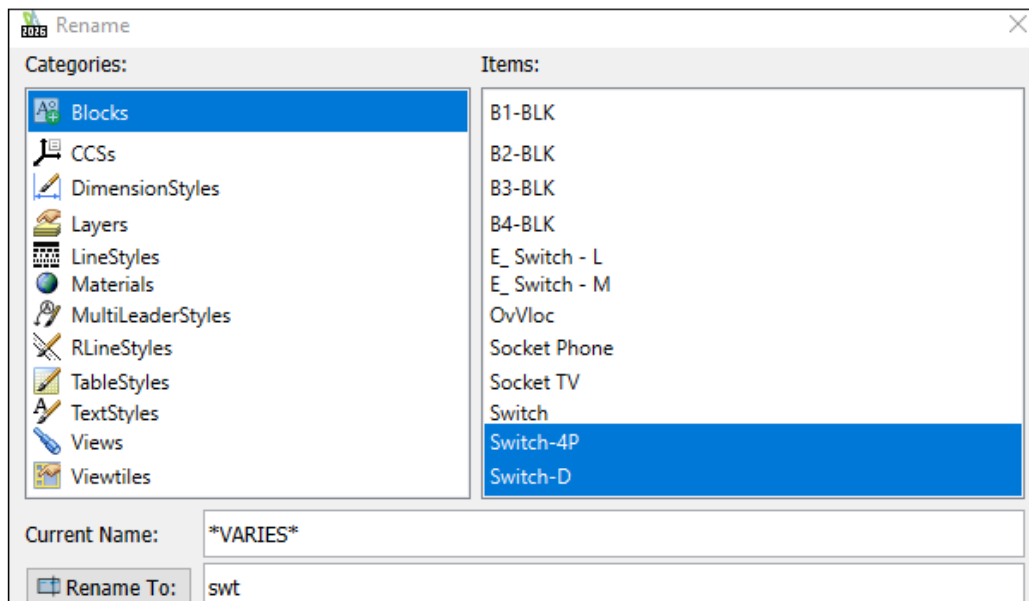 2026 Rename
Categories:
Items:
Blocks
CCSs
DimensionStyles
Layers
LineStyles
Materials
MultiLeaderStyles
RLineStyles
TableStyles
TextStyles
Views
Viewtiles
B1-BLK
B2-BLK
B3-BLK
B4-BLK
E_ Switch - L
E_ Switch - M
OvVloc
Socket Phone
Socket TV
Switch
Switch-4P
Switch-D
Current Name: *VARIES*
Rename To: swt